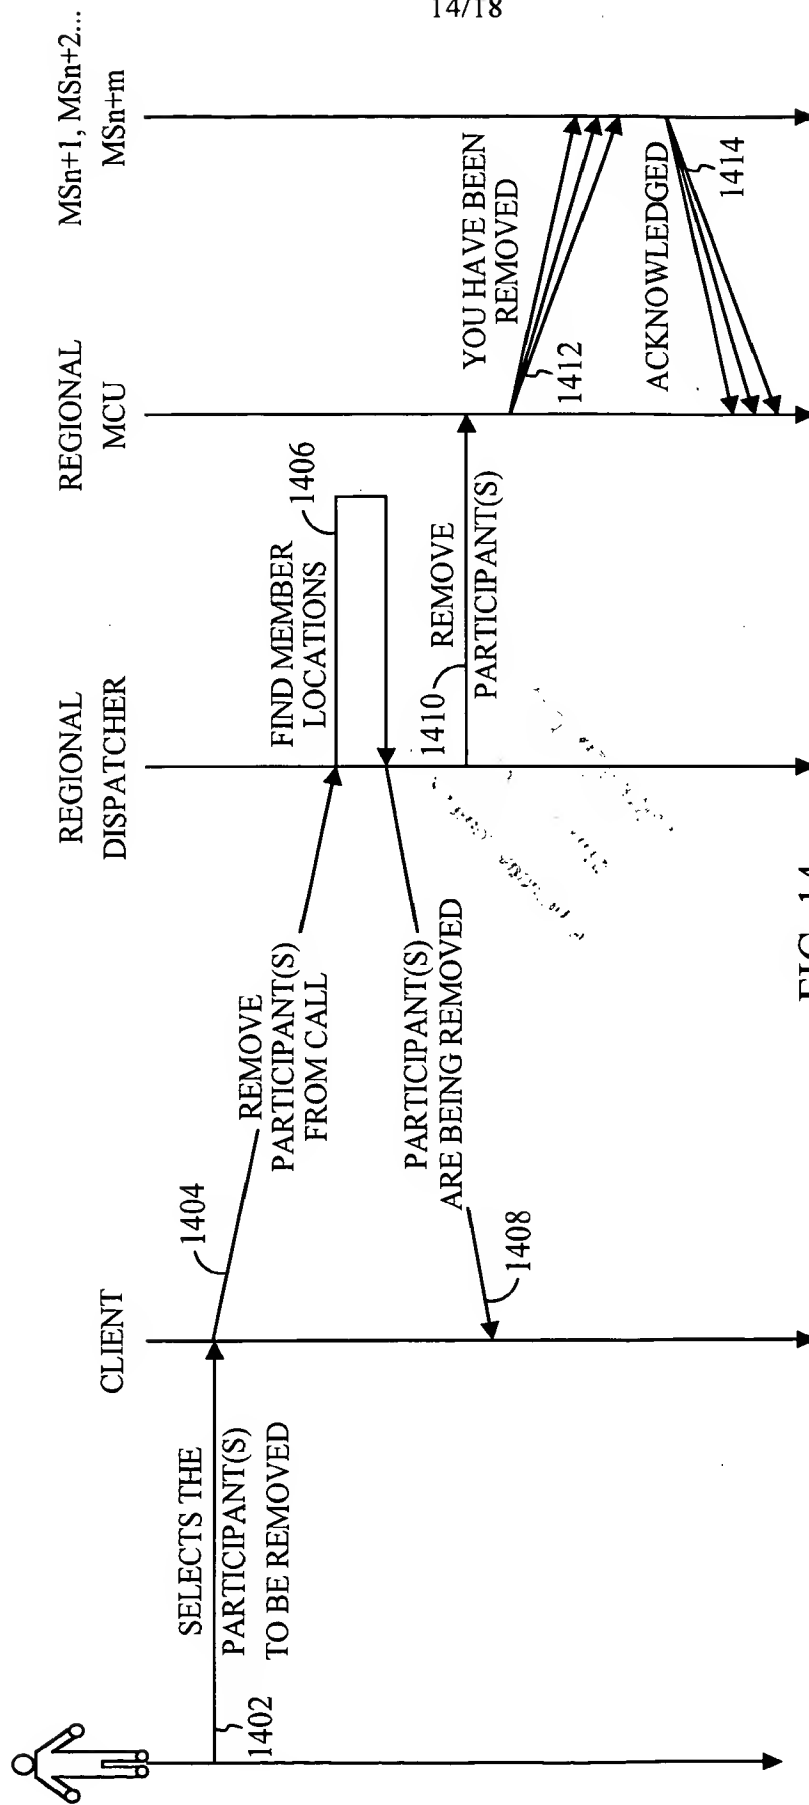 14/18
CLIENT
REGIONAL
DISPATCHER
REGIONAL
MCU
MSn+1, MSn+2...
MSn+m
SELECTS THE
PARTICIPANT(S)
TO BE REMOVED
1402
1404
REMOVE
PARTICIPANT(S)
FROM CALL
FIND MEMBER
LOCATIONS
1406
PARTICIPANT(S)
ARE BEING REMOVED
1408
1410
REMOVE
PARTICIPANT(S)
YOU HAVE BEEN
REMOVED
1412
ACKNOWLEDGED
1414
FIG. 14